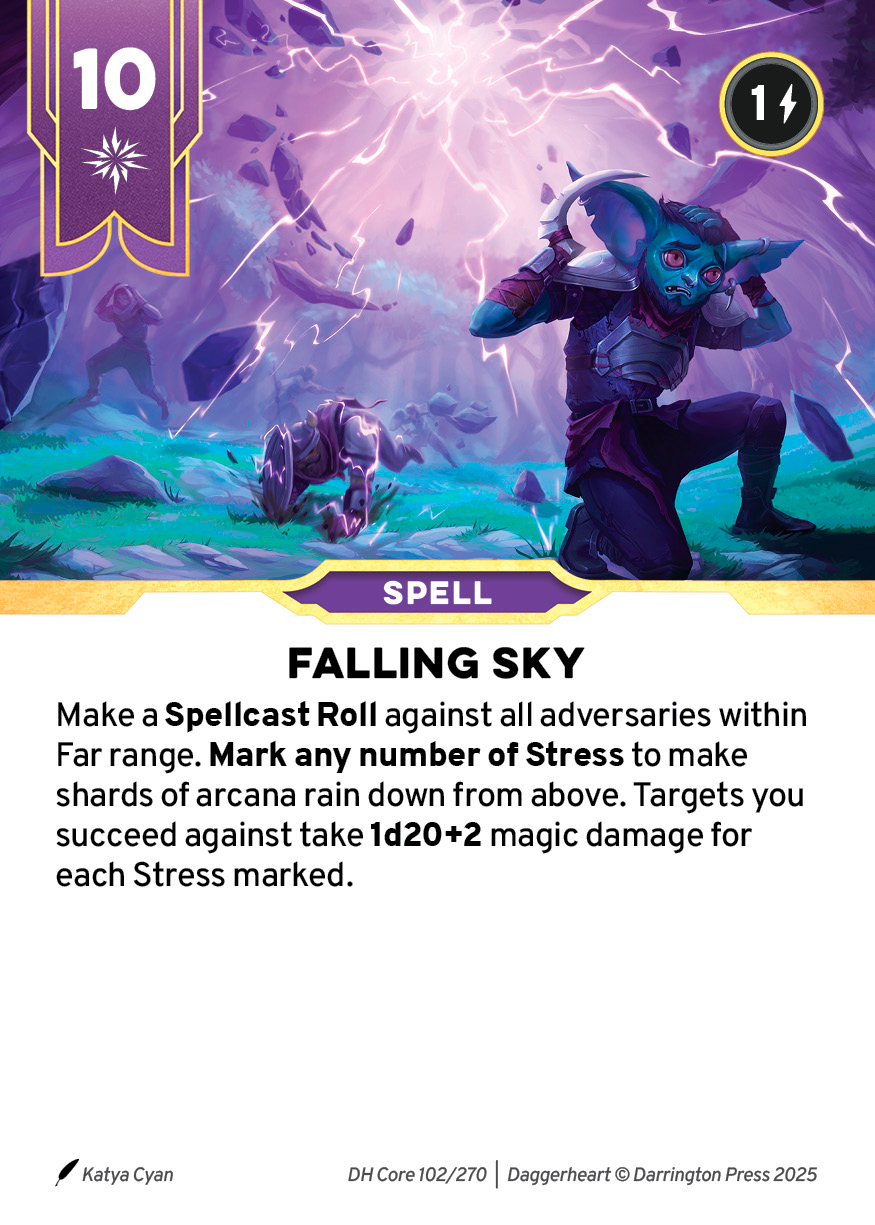 10
1
SPELL
FALLING SKY
Make a Spellcast Roll against all adversaries within
Far range. Mark any number of Stress to make
shards of arcana rain down from above. Targets you
succeed against take 1d20+2 magic damage for
each Stress marked.
Katya Cyan
DH Core 102/270 | Daggerheart © Darrington Press 2025